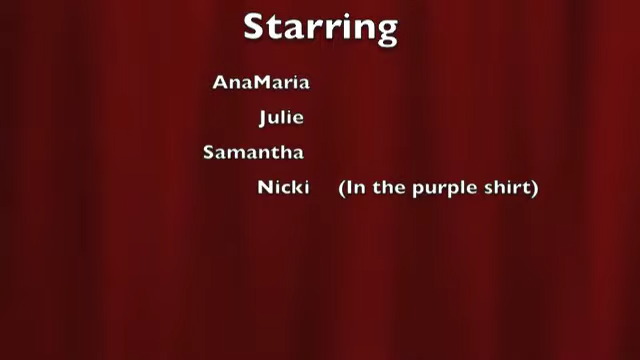 Starring
AnaMaria
Julie
Samantha
Nicki (In the purple shirt)